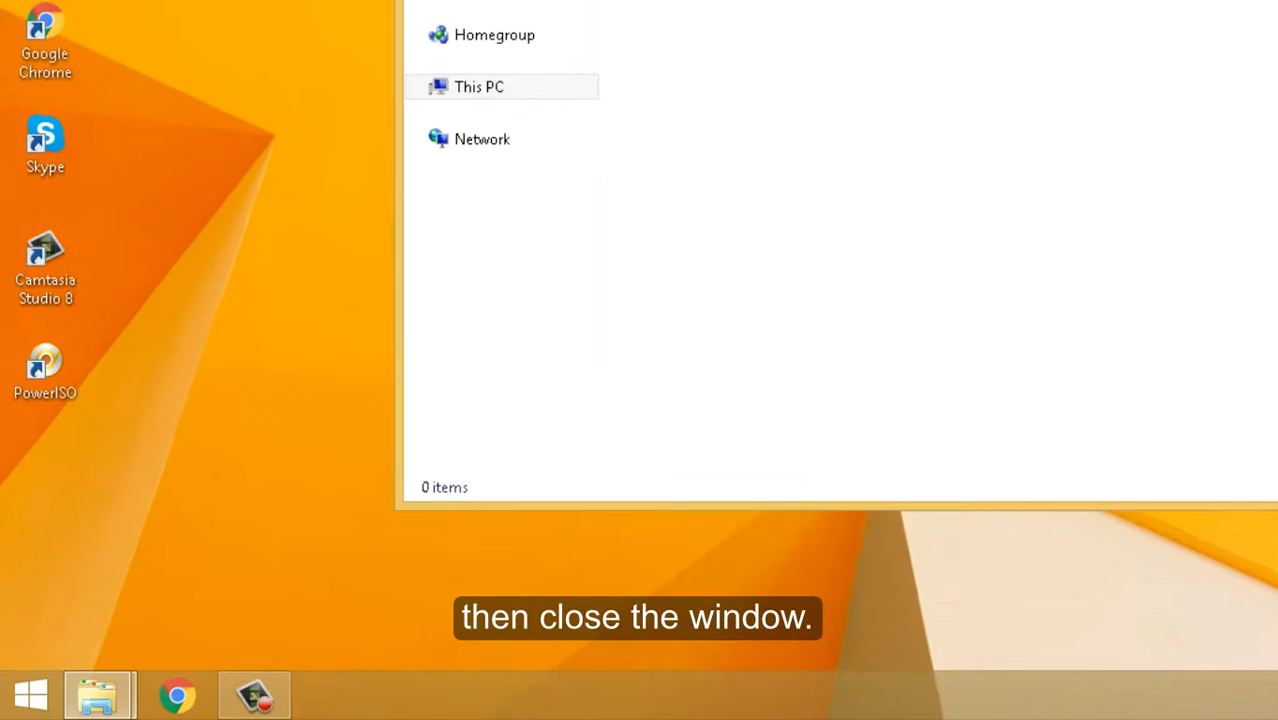 Google
Chrome
Skype
Camtasia
Studio 8
PowerISO
Homegroup
This PC
Network
0 items
then close the window.